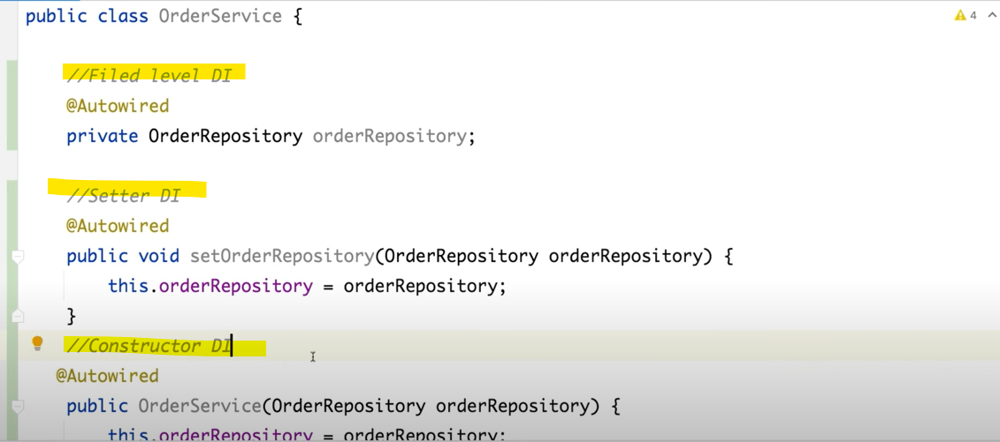 public class OrderService {
4
//Filed level DI
@Autowired
private OrderRepository orderRepository;
//Setter DI
@Autowired
public void setOrderRepository(OrderRepository orderRepository) {
this.orderRepository = orderRepository;
}
//Constructor DI
@Autowired
public OrderService(OrderRepository orderRepository) {
this.orderRepository = orderRepository;